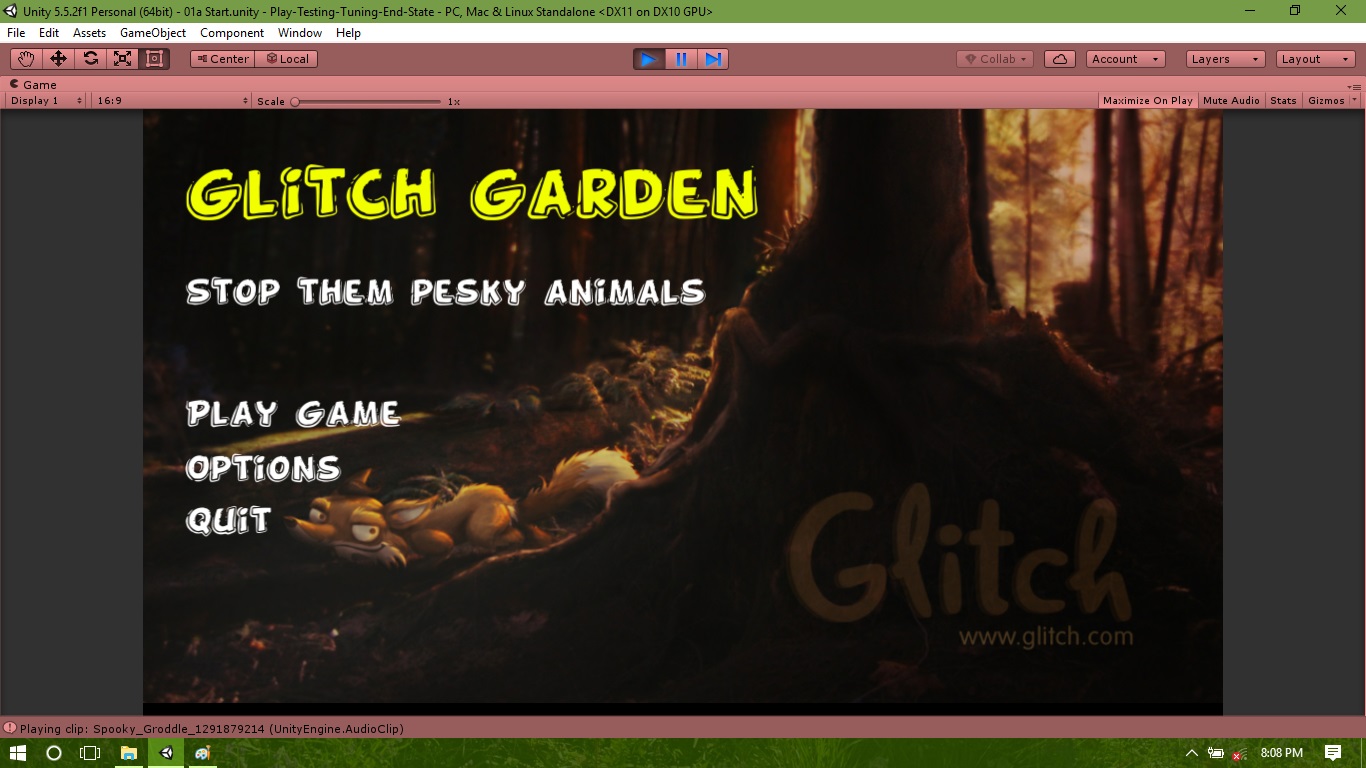 Unity 5.5.2f1 Personal (64bit) - 01a Start.unity - Play-Testing-Tuning-End-State - PC, Mac & Linux Standalone <DX11 on DX10 GPU>
File Edit Assets GameObject Component Window Help
Center Local Collab Account Layers Layout
Game
Display 1 16:9 Scale 1x Maximize On Play Mute Audio Stats Gizmos
GLiTCH GARDEN
STOP THEM PESKY ANiMALS
PLAY GAME
OPTiONS
QUiT
Glitch
www.glitch.com
Playing clip: Spooky_Groddle_1291879214 (UnityEngine.AudioClip)
8:08 PM